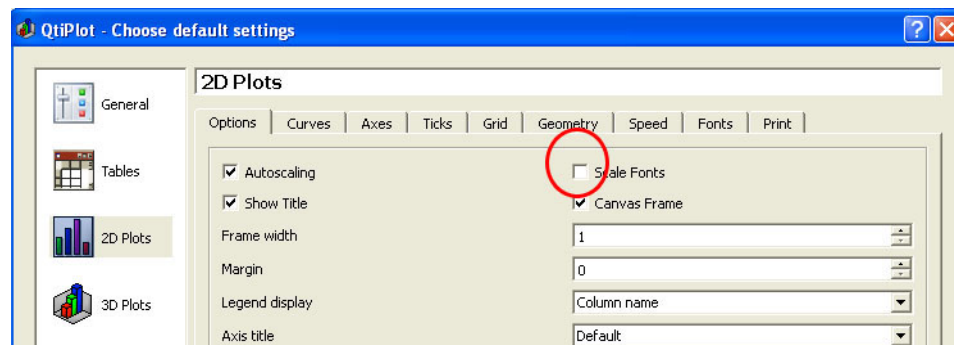 QtiPlot - Choose default settings
2D Plots
General
Options Curves Axes Ticks Grid Geometry Speed Fonts Print
Autoscaling Scale Fonts
Tables
Show Title Canvas Frame
Frame width 1
2D Plots
Margin 0
Legend display Column name
3D Plots
Axis title Default